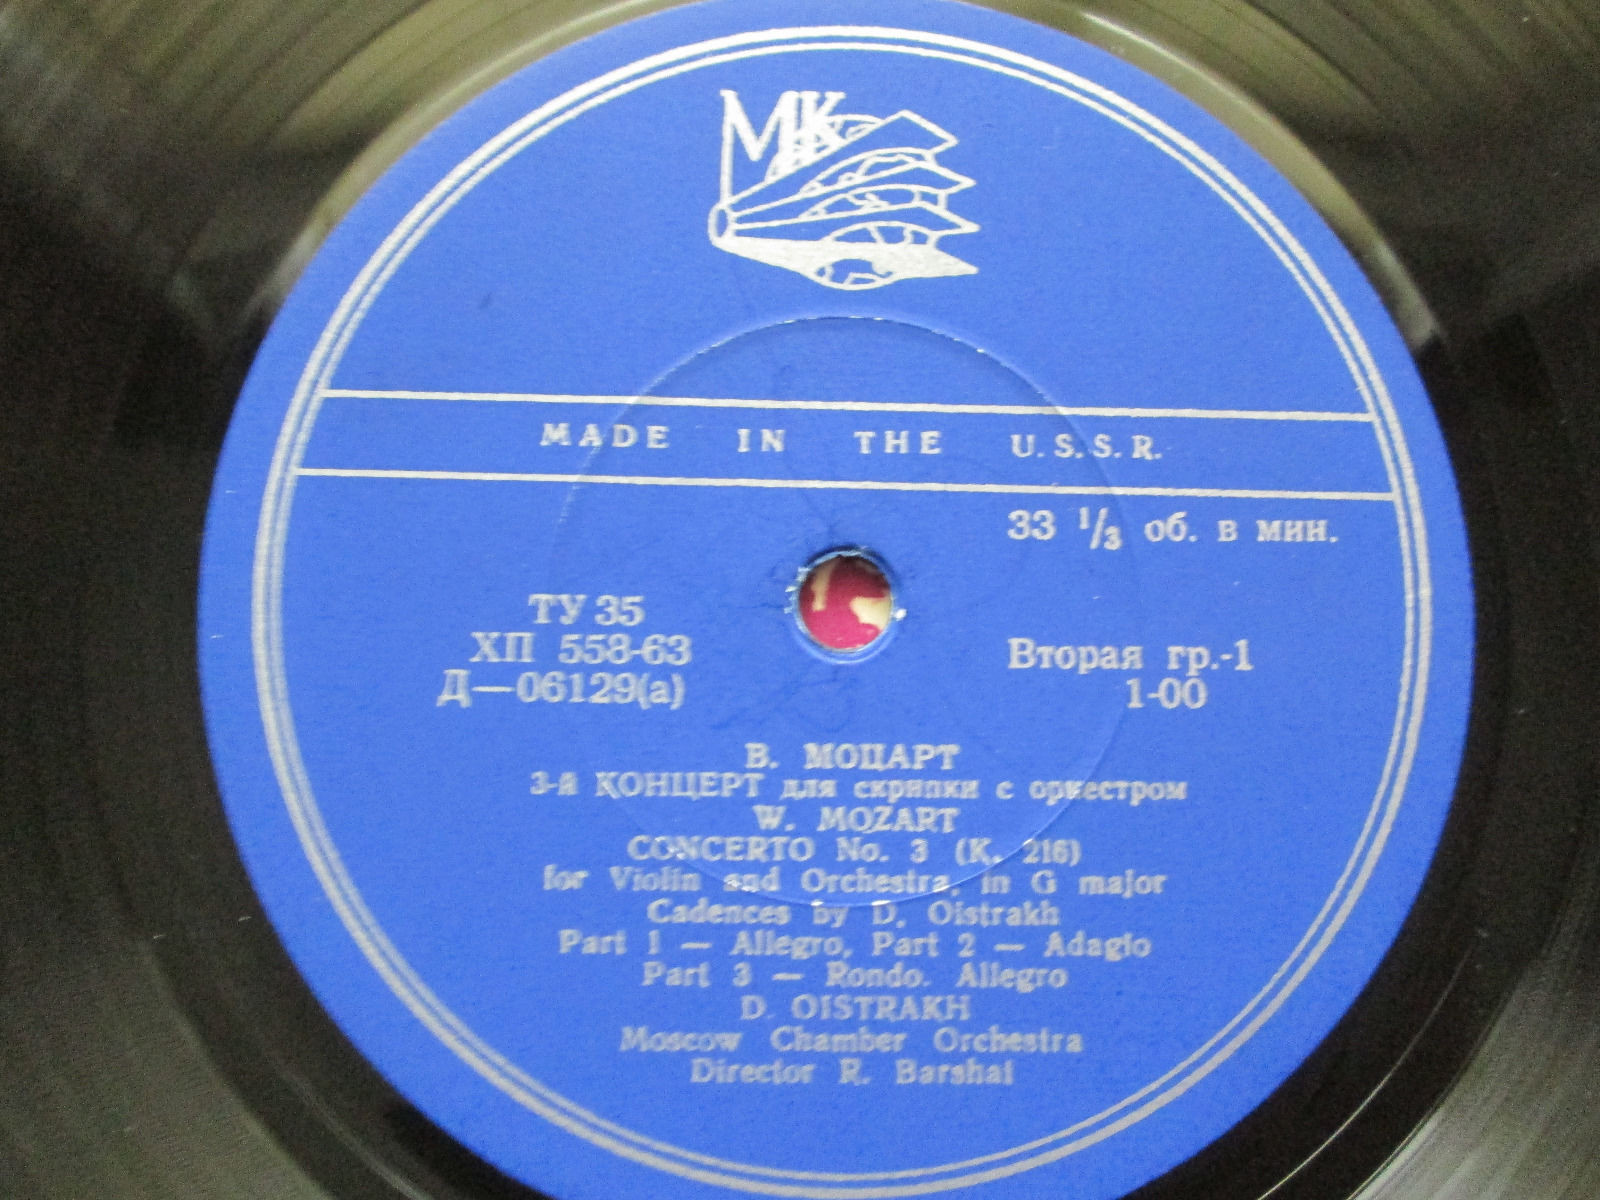 МК
MADE IN THE U.S.S.R.
33 1/3 об. в мин.
ТУ 35
ХП 558-63
Д—06129(а)
Вторая гр.-1
1-00
В. МОЦАРТ
3-й КОНЦЕРТ для скрипки с оркестром
W. MOZART
CONCERTO No. 3 (K. 216)
for Violin and Orchestra, in G major
Cadences by D. Oistrakh
Part 1 — Allegro, Part 2 — Adagio
Part 3 — Rondo. Allegro
D. OISTRAKH
Moscow Chamber Orchestra
Director R. Barshai